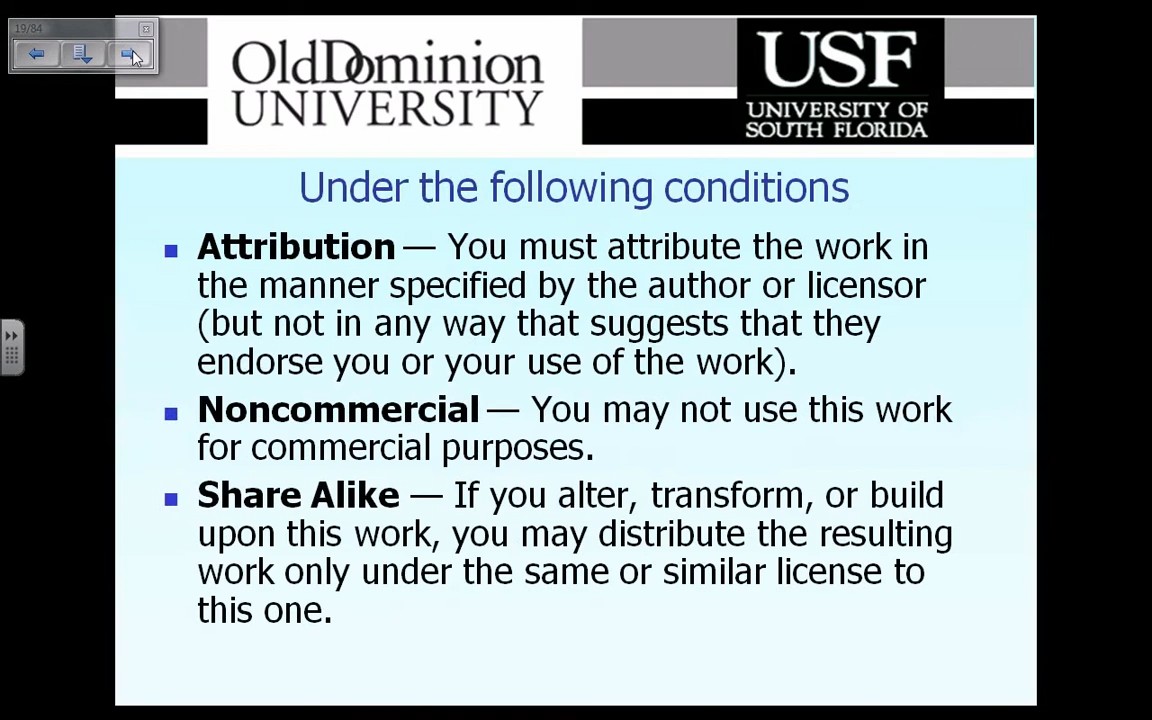 19/84
OldDominion
UNIVERSITY
USF
UNIVERSITY OF
SOUTH FLORIDA
Under the following conditions
Attribution — You must attribute the work in
the manner specified by the author or licensor
(but not in any way that suggests that they
endorse you or your use of the work).
Noncommercial — You may not use this work
for commercial purposes.
Share Alike — If you alter, transform, or build
upon this work, you may distribute the resulting
work only under the same or similar license to
this one.